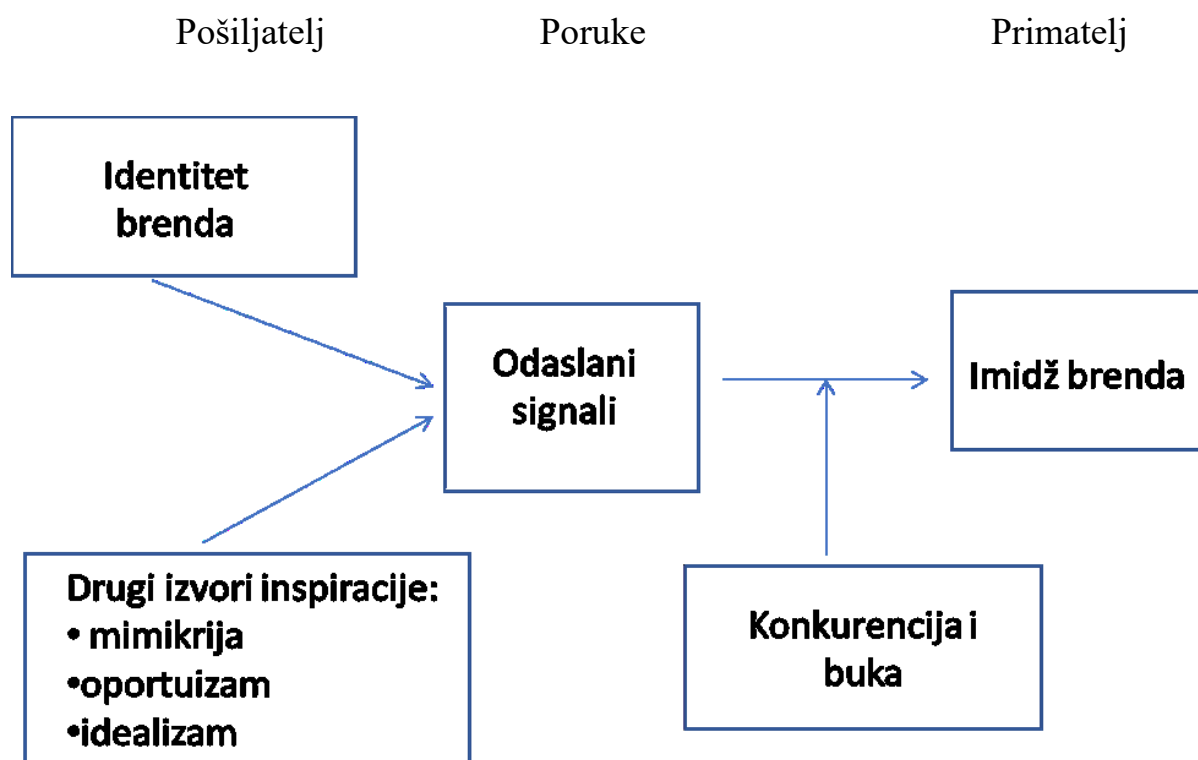 Pošiljatelj
Poruke
Primatelj
Identitet
brenda
Odaslani
signali
Imidž brenda
Drugi izvori inspiracije:
• mimikrija
•oportuizam
•idealizam
Konkurencija i
buka